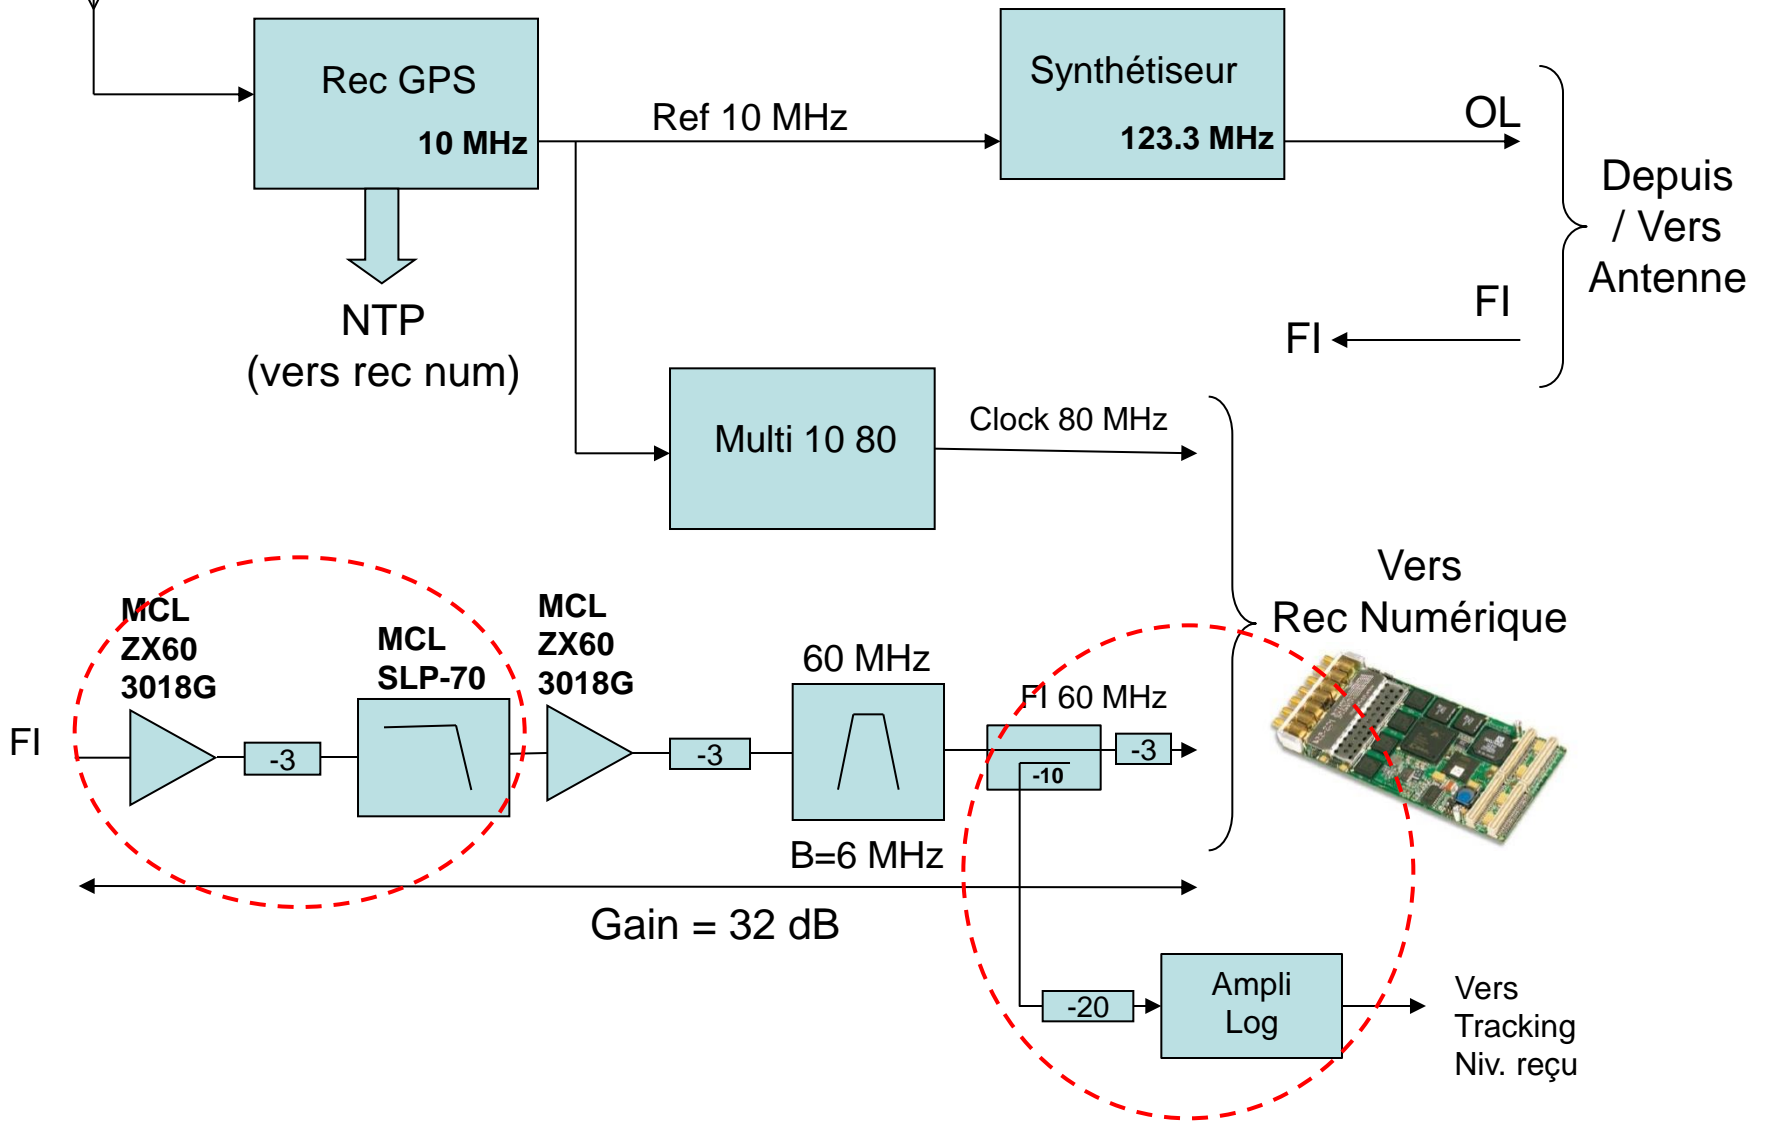 Rec GPS
10 MHz
Ref 10 MHz
Synthétiseur
123.3 MHz
OL
Depuis
/ Vers
Antenne
FI
FI
NTP
(vers rec num)
Multi 10 80
Clock 80 MHz
Vers
Rec Numérique
MCL
ZX60
3018G
MCL
SLP-70
MCL
ZX60
3018G
60 MHz
FI 60 MHz
FI
-3
-3
-10
-3
B=6 MHz
Gain = 32 dB
-20
Ampli
Log
Vers
Tracking
Niv. reçu